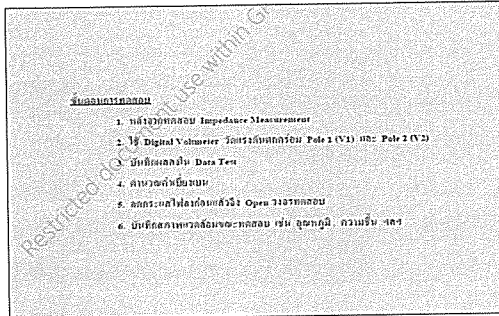 ขั้นตอนการทดสอบ
1. หลังจากทดสอบ Impedance Measurement
2. ใช้ Digital Voltmeter วัดแรงดันตกคร่อม Pole 1 (V1) และ Pole 2 (V2)
3. บันทึกผลลงใน Data Test
4. คำนวณค่าเบี่ยงเบน
5. ลดกระแสไฟลงก่อนแล้วจึง Open วงจรทดสอบ
6. บันทึกสภาพแวดล้อมขณะทดสอบ เช่น อุณหภูมิ, ความชื้น ฯลฯ
Restricted document use within